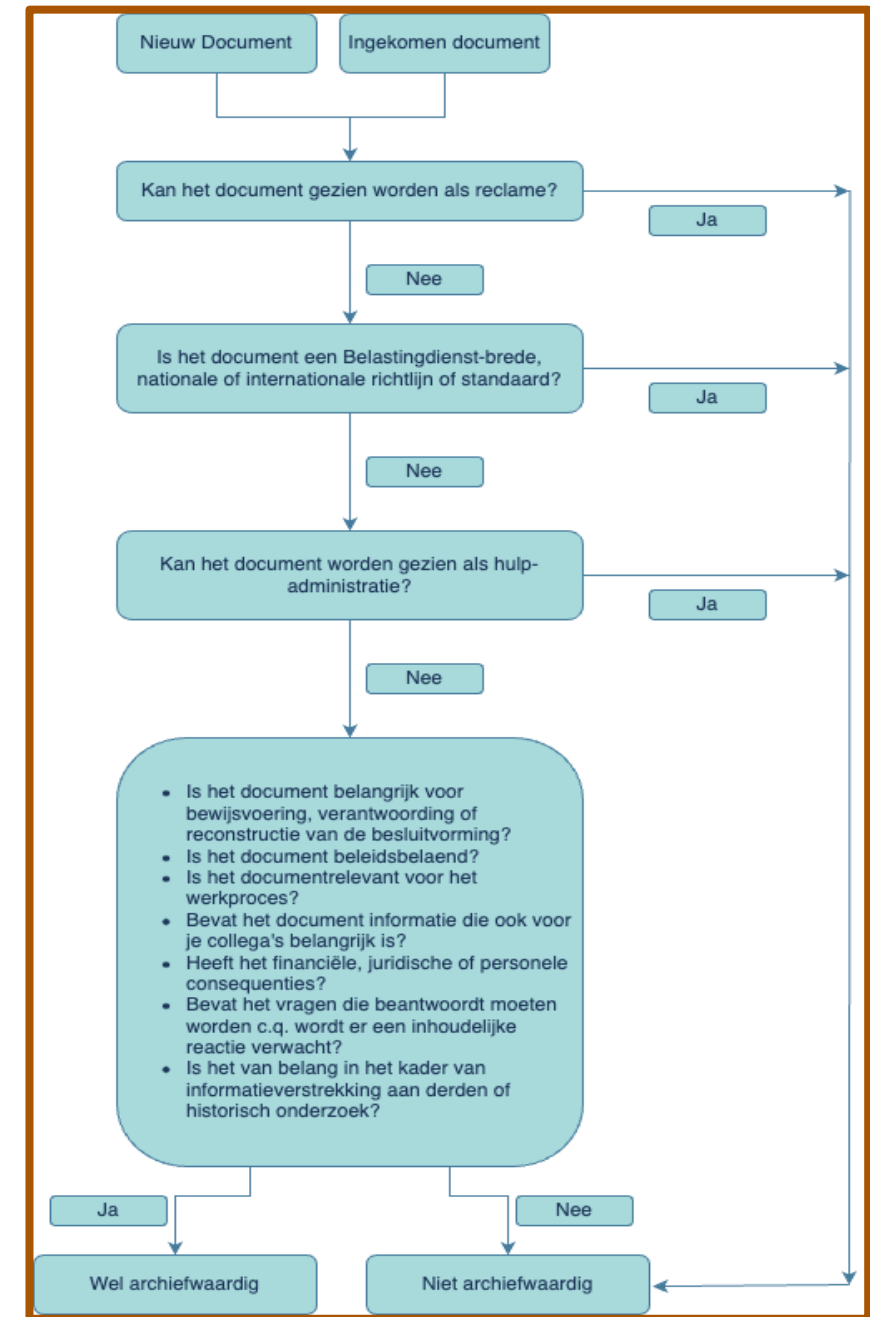 Nieuw Document
Ingekomen document
Kan het document gezien worden als reclame?
Ja
Nee
Is het document een Belastingdienst-brede,
nationale of internationale richtlijn of standaard?
Ja
Nee
Kan het document worden gezien als hulp-
administratie?
Ja
Nee
• Is het document belangrijk voor
bewijsvoering, verantwoording of
reconstructie van de besluitvorming?
• Is het document beleidsbelaend?
• Is het documentrelevant voor het
werkproces?
• Bevat het document informatie die ook voor
je collega's belangrijk is?
• Heeft het financiële, juridische of personele
consequenties?
• Bevat het vragen die beantwoordt moeten
worden c.q. wordt er een inhoudelijke
reactie verwacht?
• Is het van belang in het kader van
informatieverstrekking aan derden of
historisch onderzoek?
Ja
Nee
Wel archiefwaardig
Niet archiefwaardig